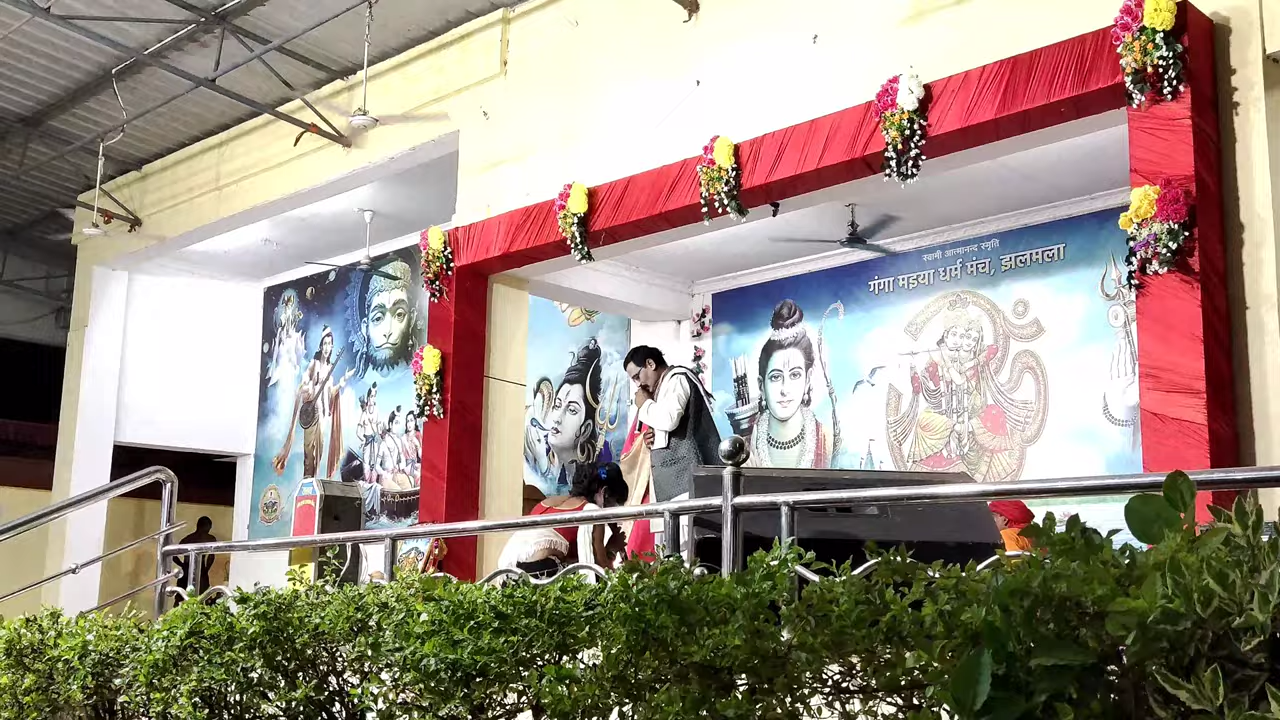 स्वामी आत्मानन्द स्मृति
गंगा मइया धर्म मंच, झलमला